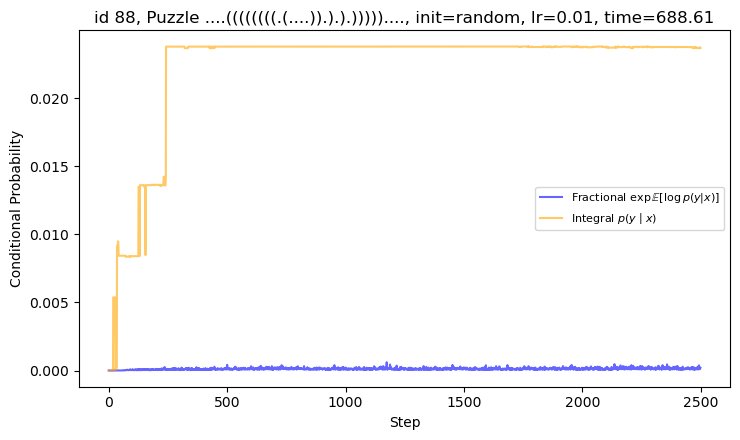 id 88, Puzzle ....((((((((.(....)).).).)))))...., init=random, lr=0.01, time=688.61
Conditional Probability
0.020
0.015
0.010
0.005
0.000
Fractional exp𝔼[log p(y|x)]
Integral p(y | x)
0
500
1000
1500
2000
2500
Step